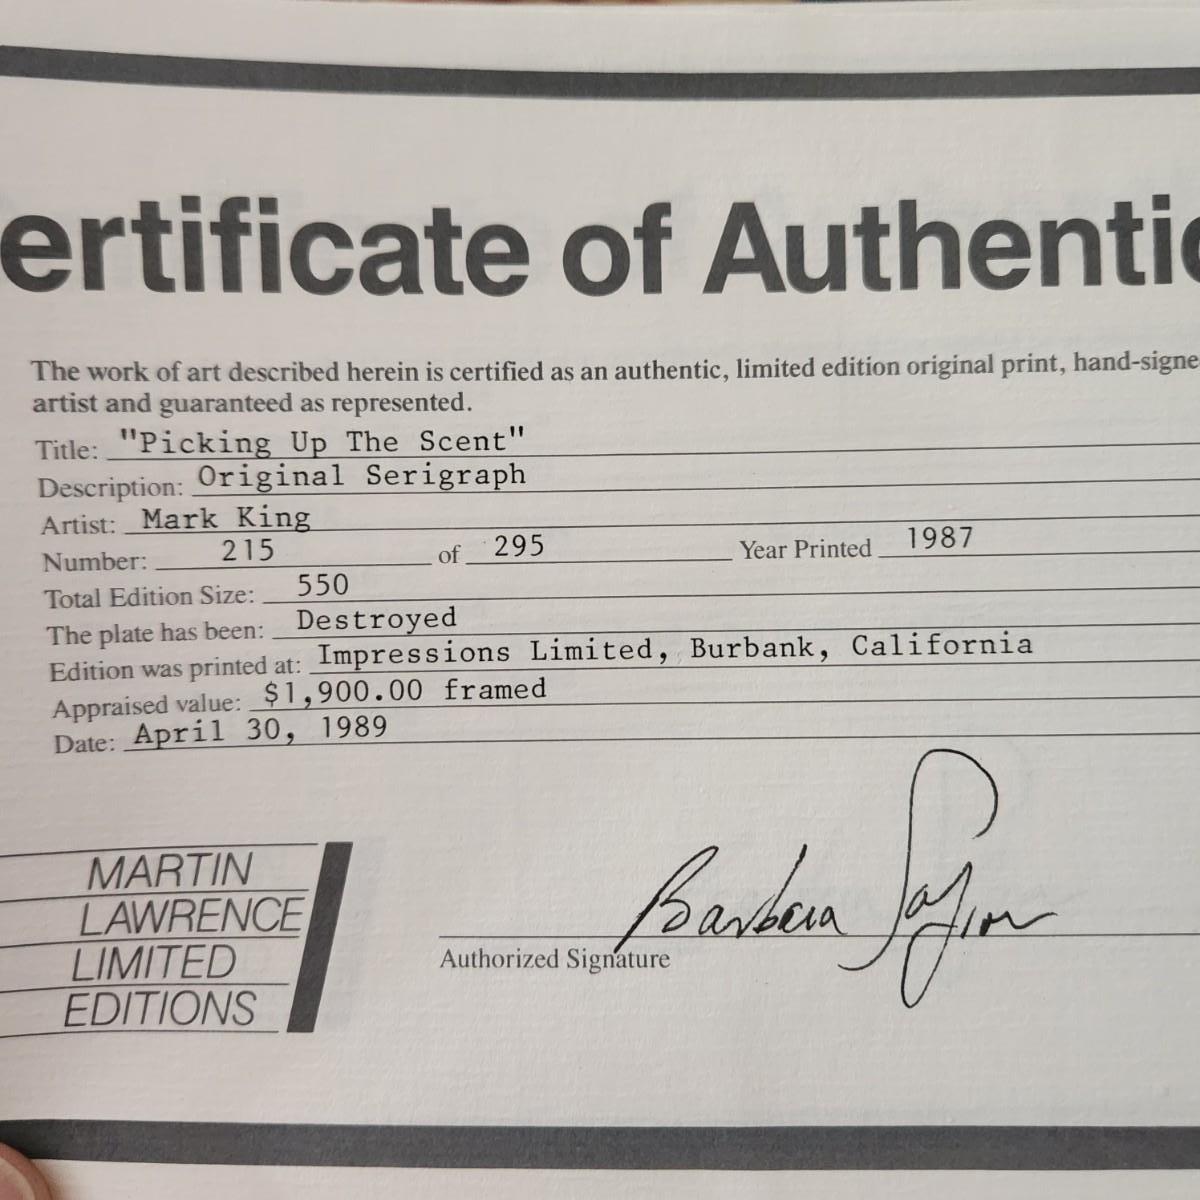 ertificate of Authentic
The work of art described herein is certified as an authentic, limited edition original print, hand-signe
artist and guaranteed as represented.
Title: "Picking Up The Scent"
Description: Original Serigraph
Artist: Mark King
Number: 215 of 295 Year Printed 1987
Total Edition Size: 550
The plate has been: Destroyed
Edition was printed at: Impressions Limited, Burbank, California
Appraised value: $1,900.00 framed
Date: April 30, 1989
MARTIN
LAWRENCE
LIMITED
EDITIONS
Barbara
Authorized Signature